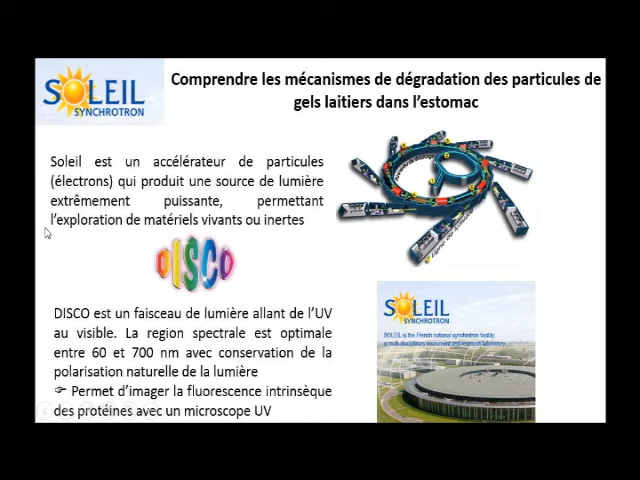 SOLEIL
SYNCHROTRON
Comprendre les mécanismes de dégradation des particules de
gels laitiers dans l'estomac
Soleil est un accélérateur de particules
(électrons) qui produit une source de lumière
extrêmement puissante, permettant
l'exploration de matériels vivants ou inertes
DISCO
DISCO est un faisceau de lumière allant de l'UV
au visible. La region spectrale est optimale
entre 60 et 700 nm avec conservation de la
polarisation naturelle de la lumière
☞ Permet d'imager la fluorescence intrinsèque
des protéines avec un microscope UV
SOLEIL
SYNCHROTRON
SOLEIL is the French national synchrotron facility,
a multi-disciplinary instrument and research laboratory